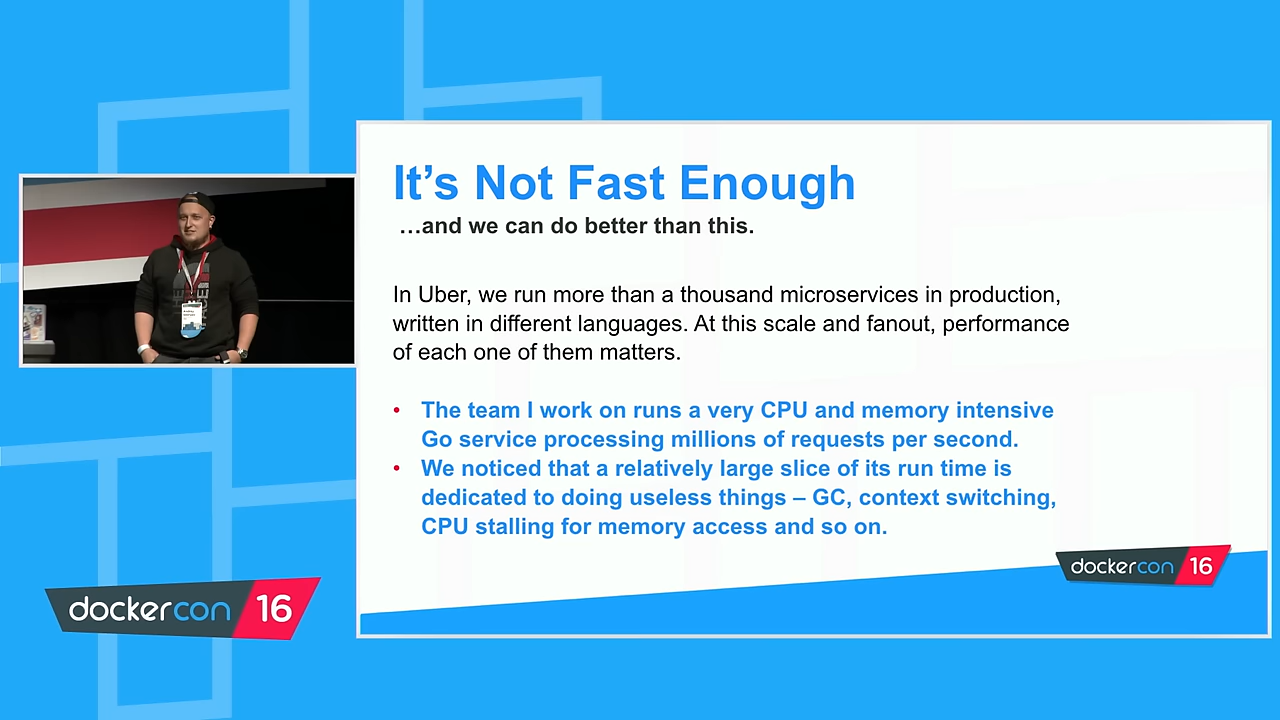 It's Not Fast Enough
…and we can do better than this.
In Uber, we run more than a thousand microservices in production,
written in different languages. At this scale and fanout, performance
of each one of them matters.
• The team I work on runs a very CPU and memory intensive
Go service processing millions of requests per second.
• We noticed that a relatively large slice of its run time is
dedicated to doing useless things – GC, context switching,
CPU stalling for memory access and so on.
dockercon 16
dockercon 16